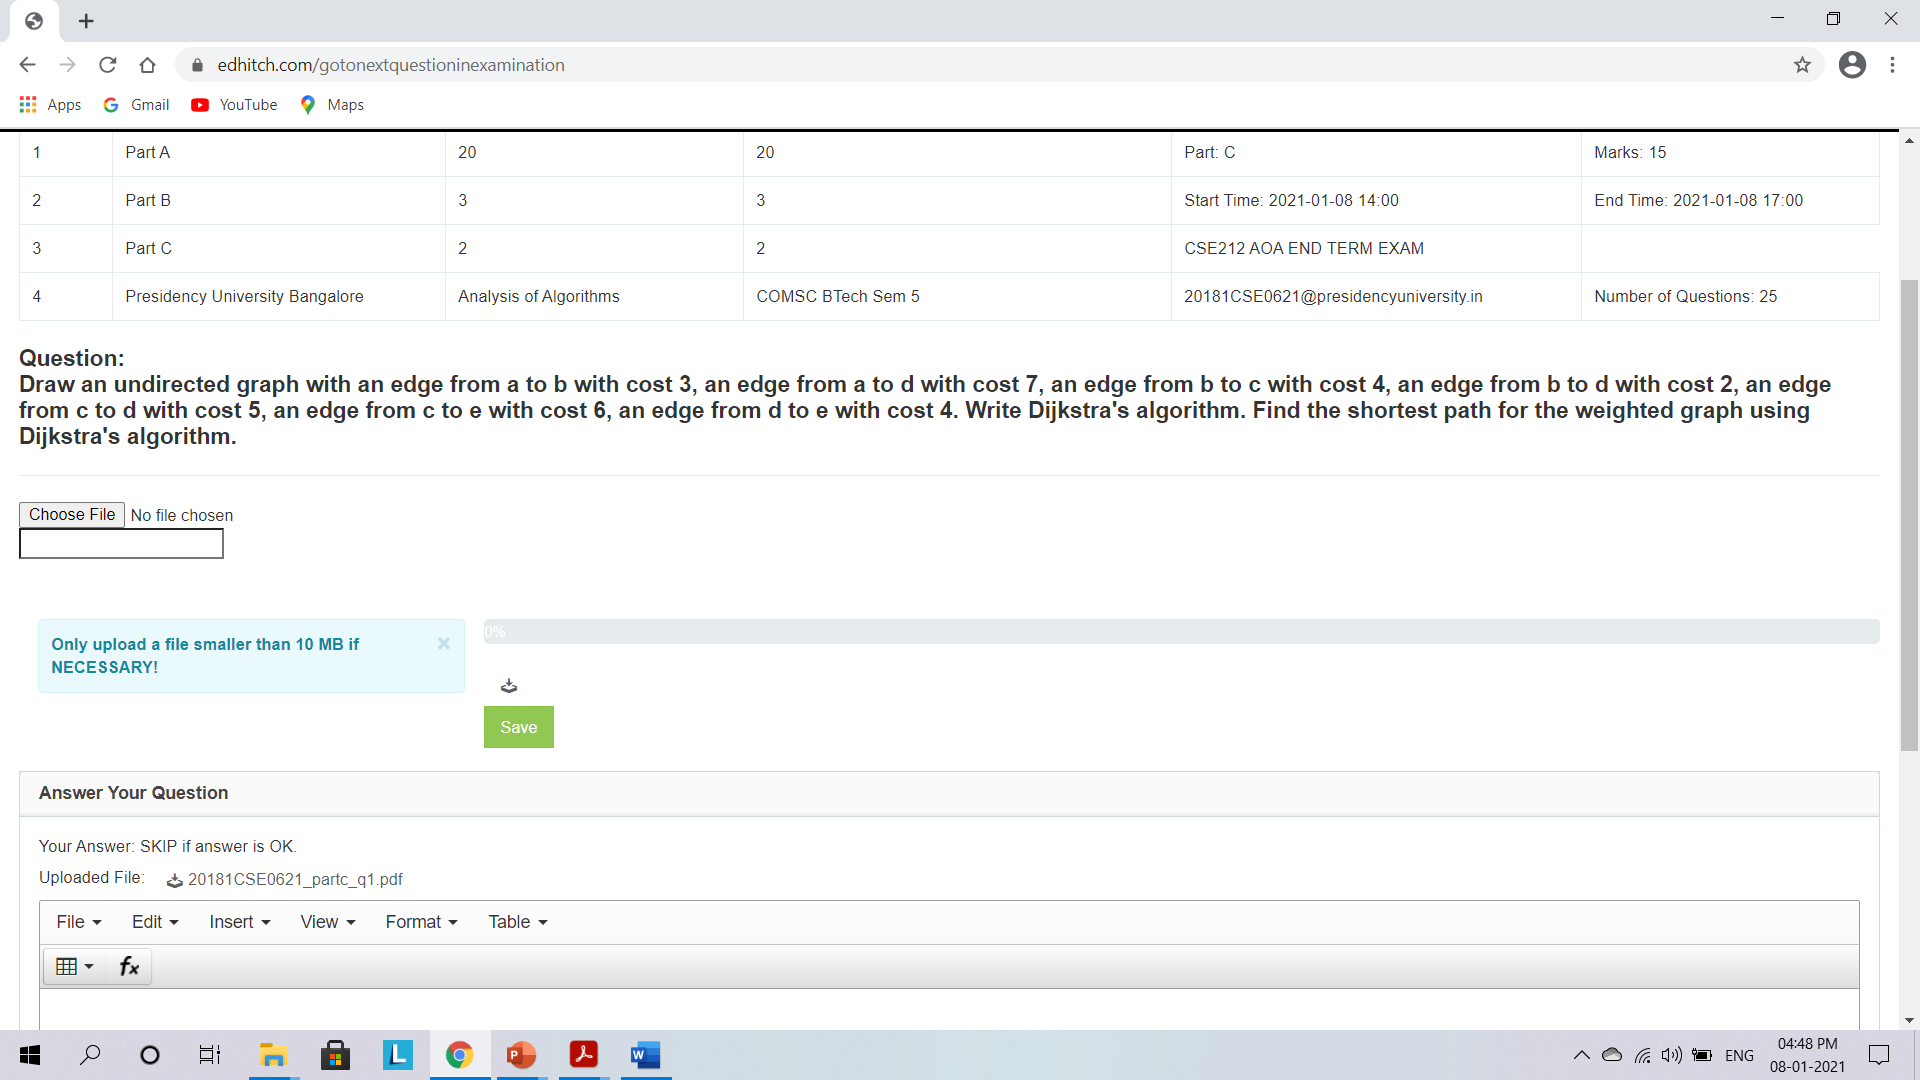 edhitch.com/gotonextquestioninexamination
Apps Gmail YouTube Maps
1 Part A 20 20 Part: C Marks: 15
2 Part B 3 3 Start Time: 2021-01-08 14:00 End Time: 2021-01-08 17:00
3 Part C 2 2 CSE212 AOA END TERM EXAM
4 Presidency University Bangalore Analysis of Algorithms COMSC BTech Sem 5 20181CSE0621@presidencyuniversity.in Number of Questions: 25
Question:
Draw an undirected graph with an edge from a to b with cost 3, an edge from a to d with cost 7, an edge from b to c with cost 4, an edge from b to d with cost 2, an edge
from c to d with cost 5, an edge from c to e with cost 6, an edge from d to e with cost 4. Write Dijkstra's algorithm. Find the shortest path for the weighted graph using
Dijkstra's algorithm.
Choose File No file chosen
Only upload a file smaller than 10 MB if
NECESSARY!
×
0%
Save
Answer Your Question
Your Answer: SKIP if answer is OK.
Uploaded File: 20181CSE0621_partc_q1.pdf
File Edit Insert View Format Table
fx
L P W ENG
04:48 PM
08-01-2021